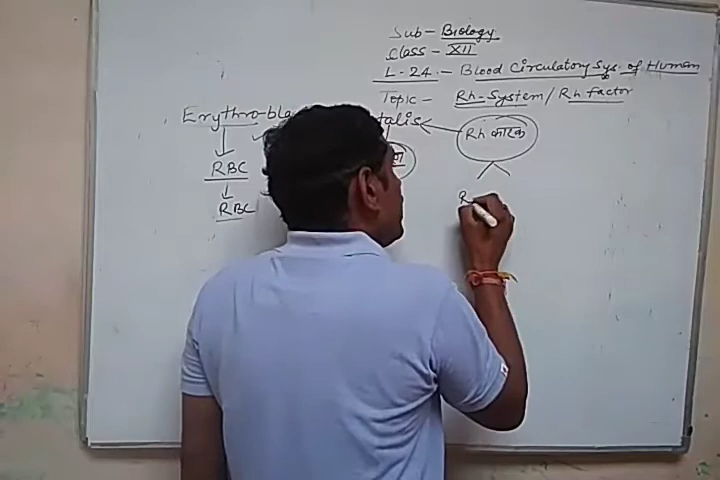 Sub- Biology
Class- XII
L-24.- Blood Circulatory Sys. of Human
Topic- Rh-System/Rh factor
Erythro-bla talis
Rh कारक
RBC
RBC
R